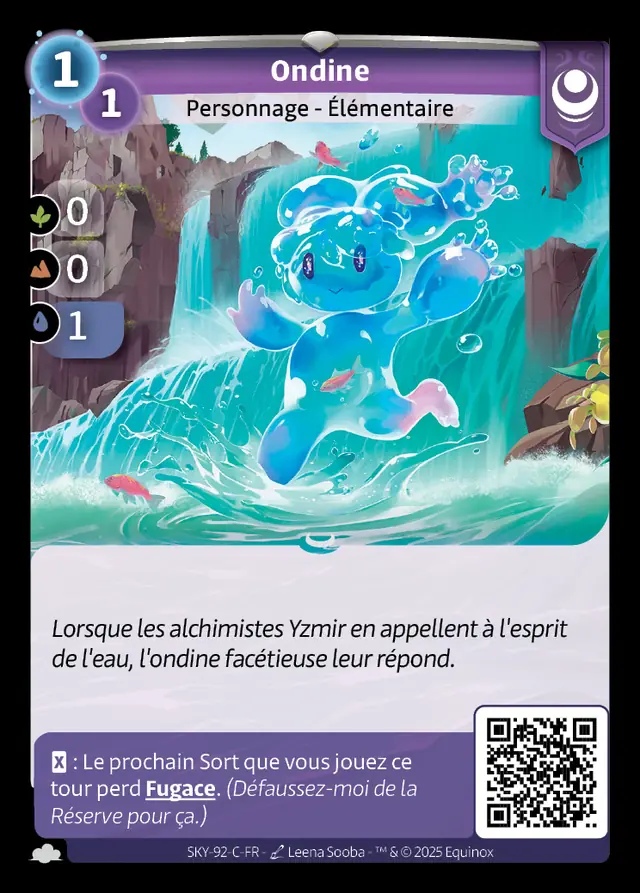 1
1
Ondine
Personnage - Élémentaire
0
0
1
Lorsque les alchimistes Yzmir en appellent à l'esprit
de l'eau, l'ondine facétieuse leur répond.
X : Le prochain Sort que vous jouez ce
tour perd Fugace. (Défaussez-moi de la
Réserve pour ça.)
SKY-92-C-FR - Leena Sooba - ™ & © 2025 Equinox